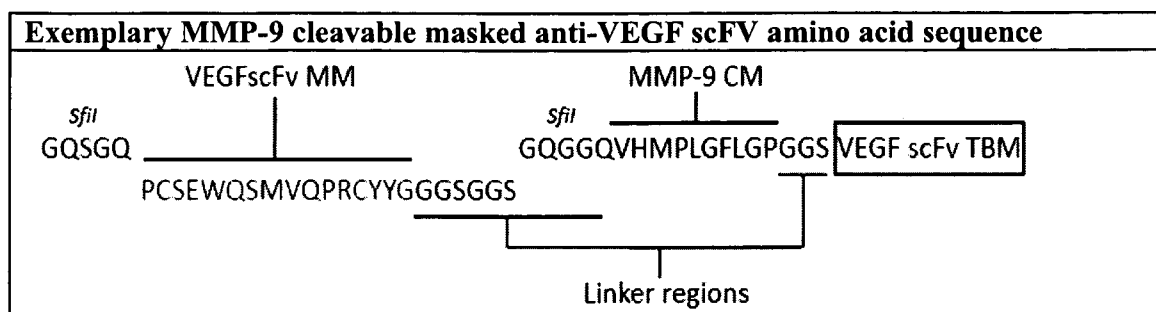 Exemplary MMP-9 cleavable masked anti-VEGF scFV amino acid sequence
VEGFscFv MM
MMP-9 CM
SfiI
SfiI
GQSGQ
GQGGQVHMPLGFLGPGGS
VEGF scFv TBM
PCSEWQSMVQPRCYYGGGSGGS
Linker regions